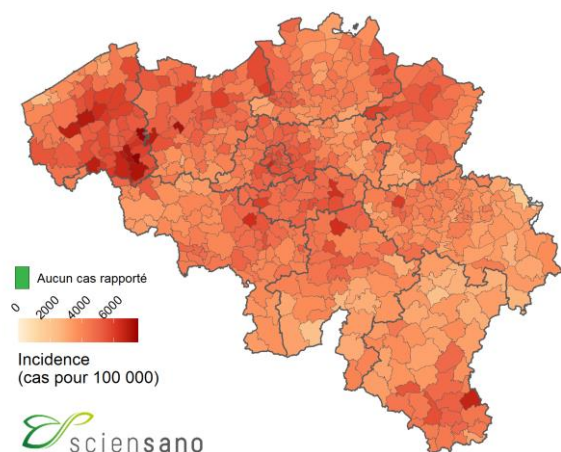 Aucun cas rapporté
0 2000 4000 6000
Incidence
(cas pour 100 000)
sciensano